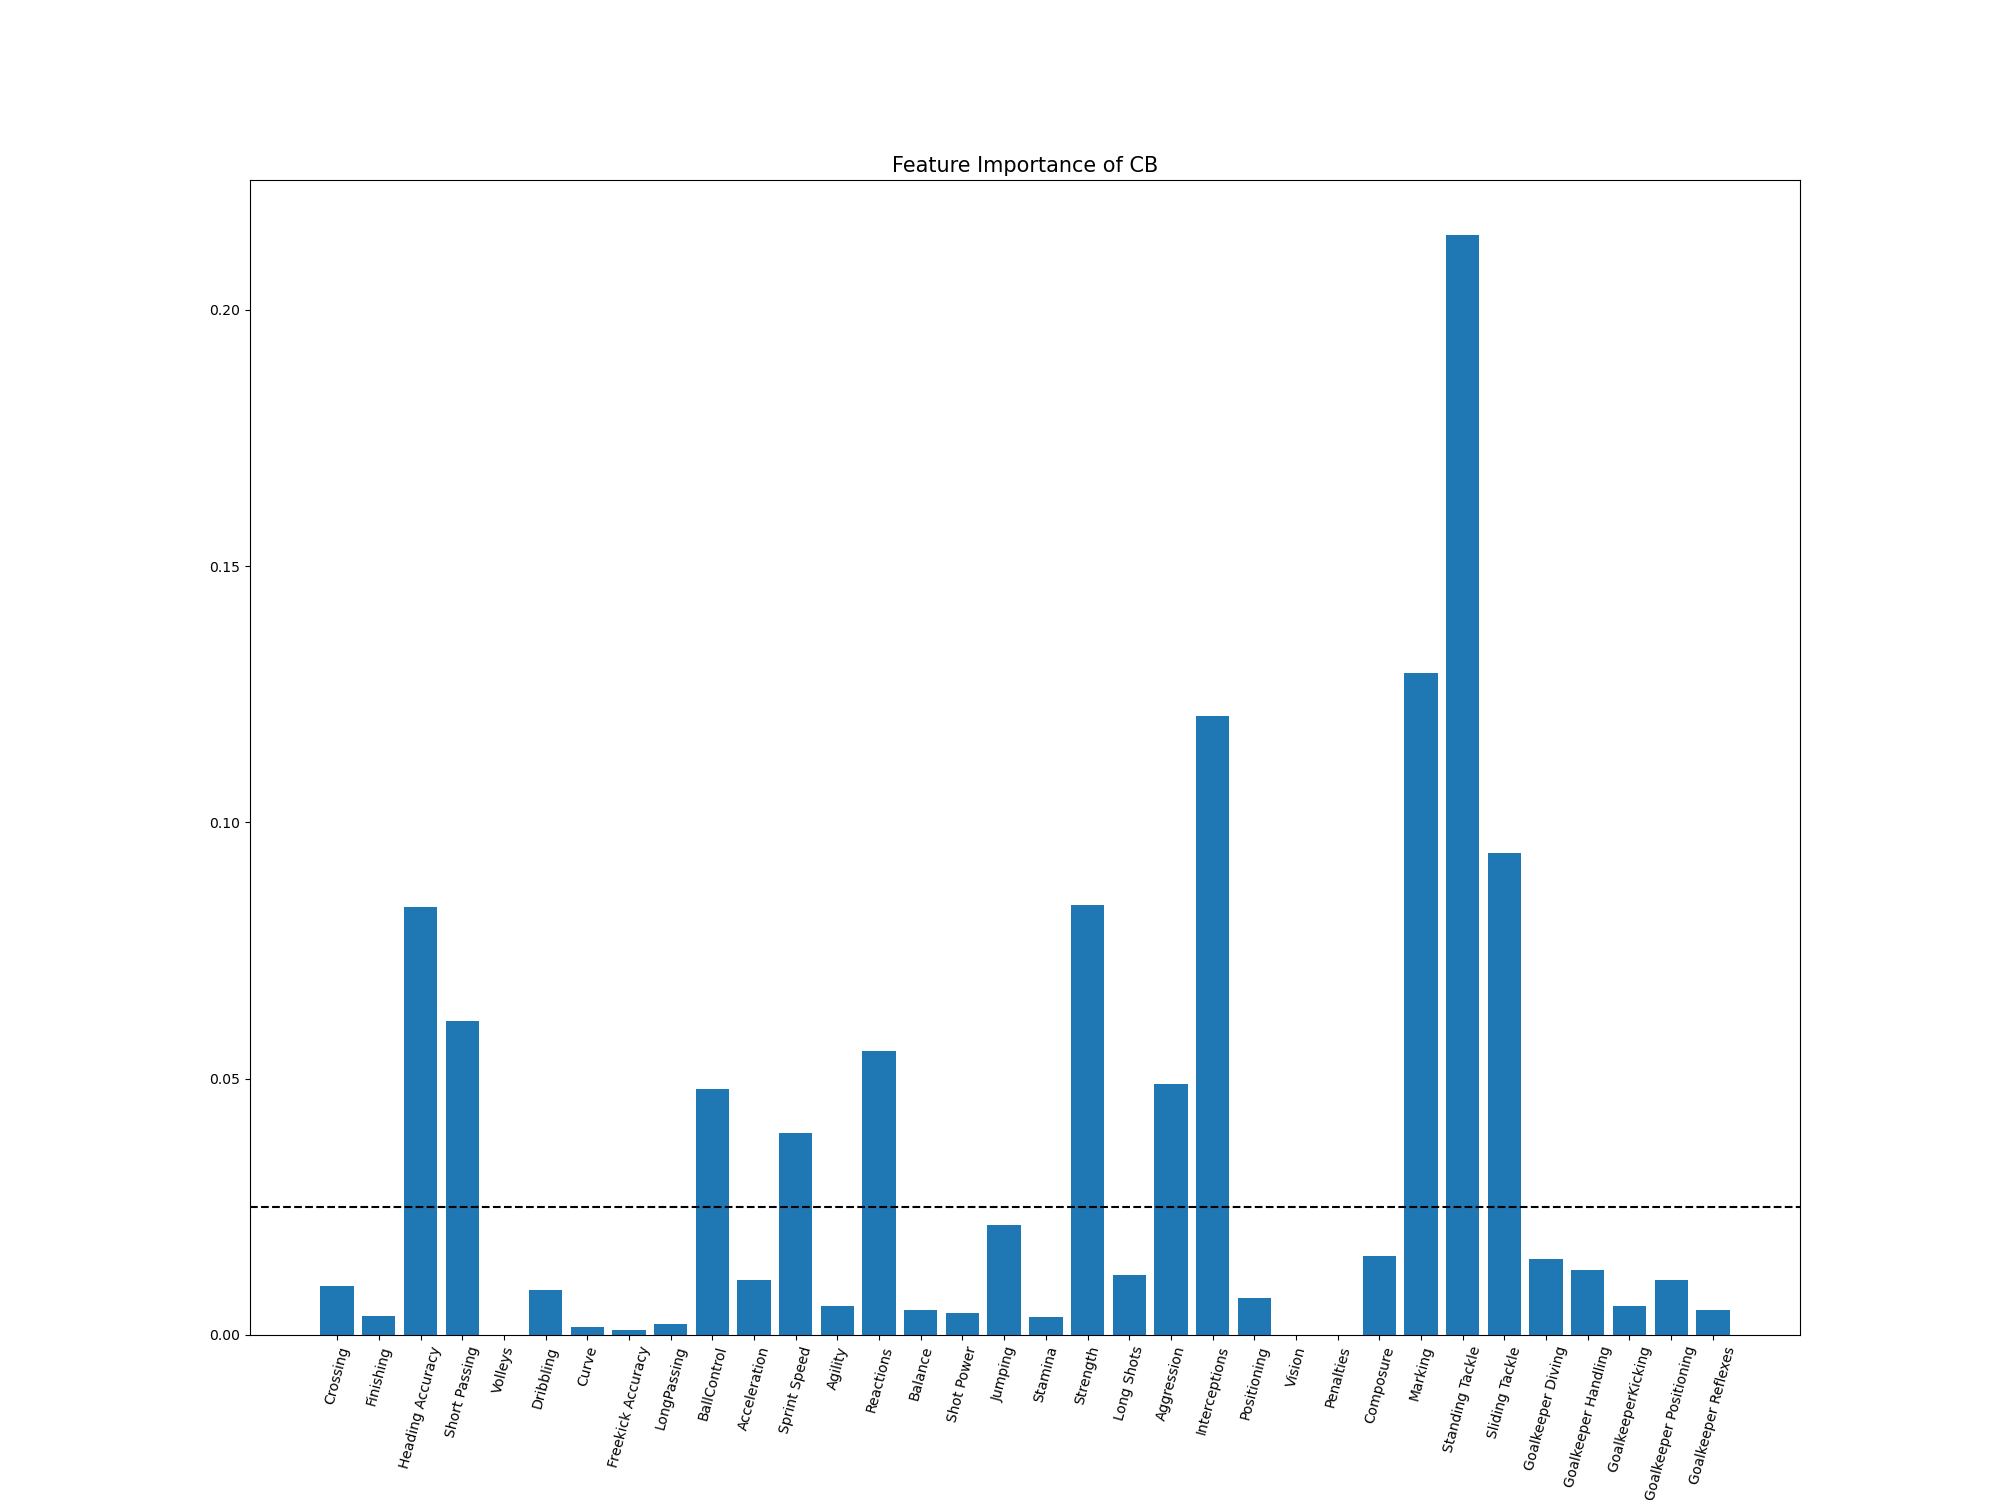 Feature Importance of CB
0.20
0.15
0.10
0.05
0.00
Crossing
Finishing
Heading Accuracy
Short Passing
Volleys
Dribbling
Curve
Freekick Accuracy
LongPassing
BallControl
Acceleration
Sprint Speed
Agility
Reactions
Balance
Shot Power
Jumping
Stamina
Strength
Long Shots
Aggression
Interceptions
Positioning
Vision
Penalties
Composure
Marking
Standing Tackle
Sliding Tackle
Goalkeeper Diving
Goalkeeper Handling
GoalkeeperKicking
Goalkeeper Positioning
Goalkeeper Reflexes